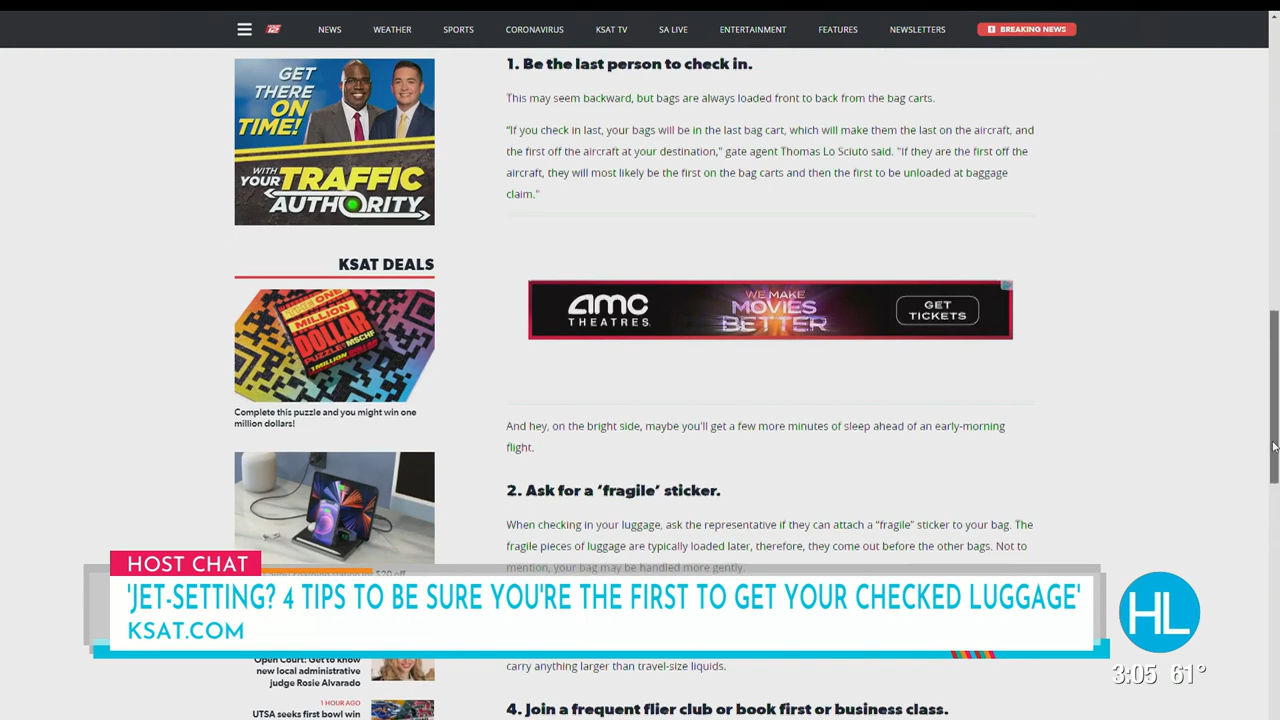 12
NEWS
WEATHER
SPORTS
CORONAVIRUS
KSAT TV
SA LIVE
ENTERTAINMENT
FEATURES
NEWSLETTERS
BREAKING NEWS
GET
THERE
ON
TIME!
WITH
YOUR TRAFFIC
AUTHORITY
KSAT DEALS
MILLION
DOLLAR
PUZZLE MSCHF
1 MILLION DOLLAR
Complete this puzzle and you might win one
million dollars!
1. Be the last person to check in.
This may seem backward, but bags are always loaded front to back from the bag carts.
“If you check in last, your bags will be in the last bag cart, which will make them the last on the aircraft, and
the first off the aircraft at your destination,” gate agent Thomas Lo Sciuto said. "If they are the first off the
aircraft, they will most likely be the first on the bag carts and then the first to be unloaded at baggage
claim."
amc
THEATRES
WE MAKE
MOVIES
BETTER
GET
TICKETS
And hey, on the bright side, maybe you'll get a few more minutes of sleep ahead of an early-morning
flight.
2. Ask for a ‘fragile’ sticker.
When checking in your luggage, ask the representative if they can attach a “fragile” sticker to your bag. The
fragile pieces of luggage are typically loaded later, therefore, they come out before the other bags. Not to
mention, your bag may be handled more gently.
HOST CHAT
'JET-SETTING? 4 TIPS TO BE SURE YOU'RE THE FIRST TO GET YOUR CHECKED LUGGAGE'
KSAT.COM
HL
3:05 61°
Open Court: Get to know
new local administrative
judge Rosie Alvarado
1 HOUR AGO
UTSA seeks first bowl win
carry anything larger than travel-size liquids.
4. Join a frequent flier club or book first or business class.